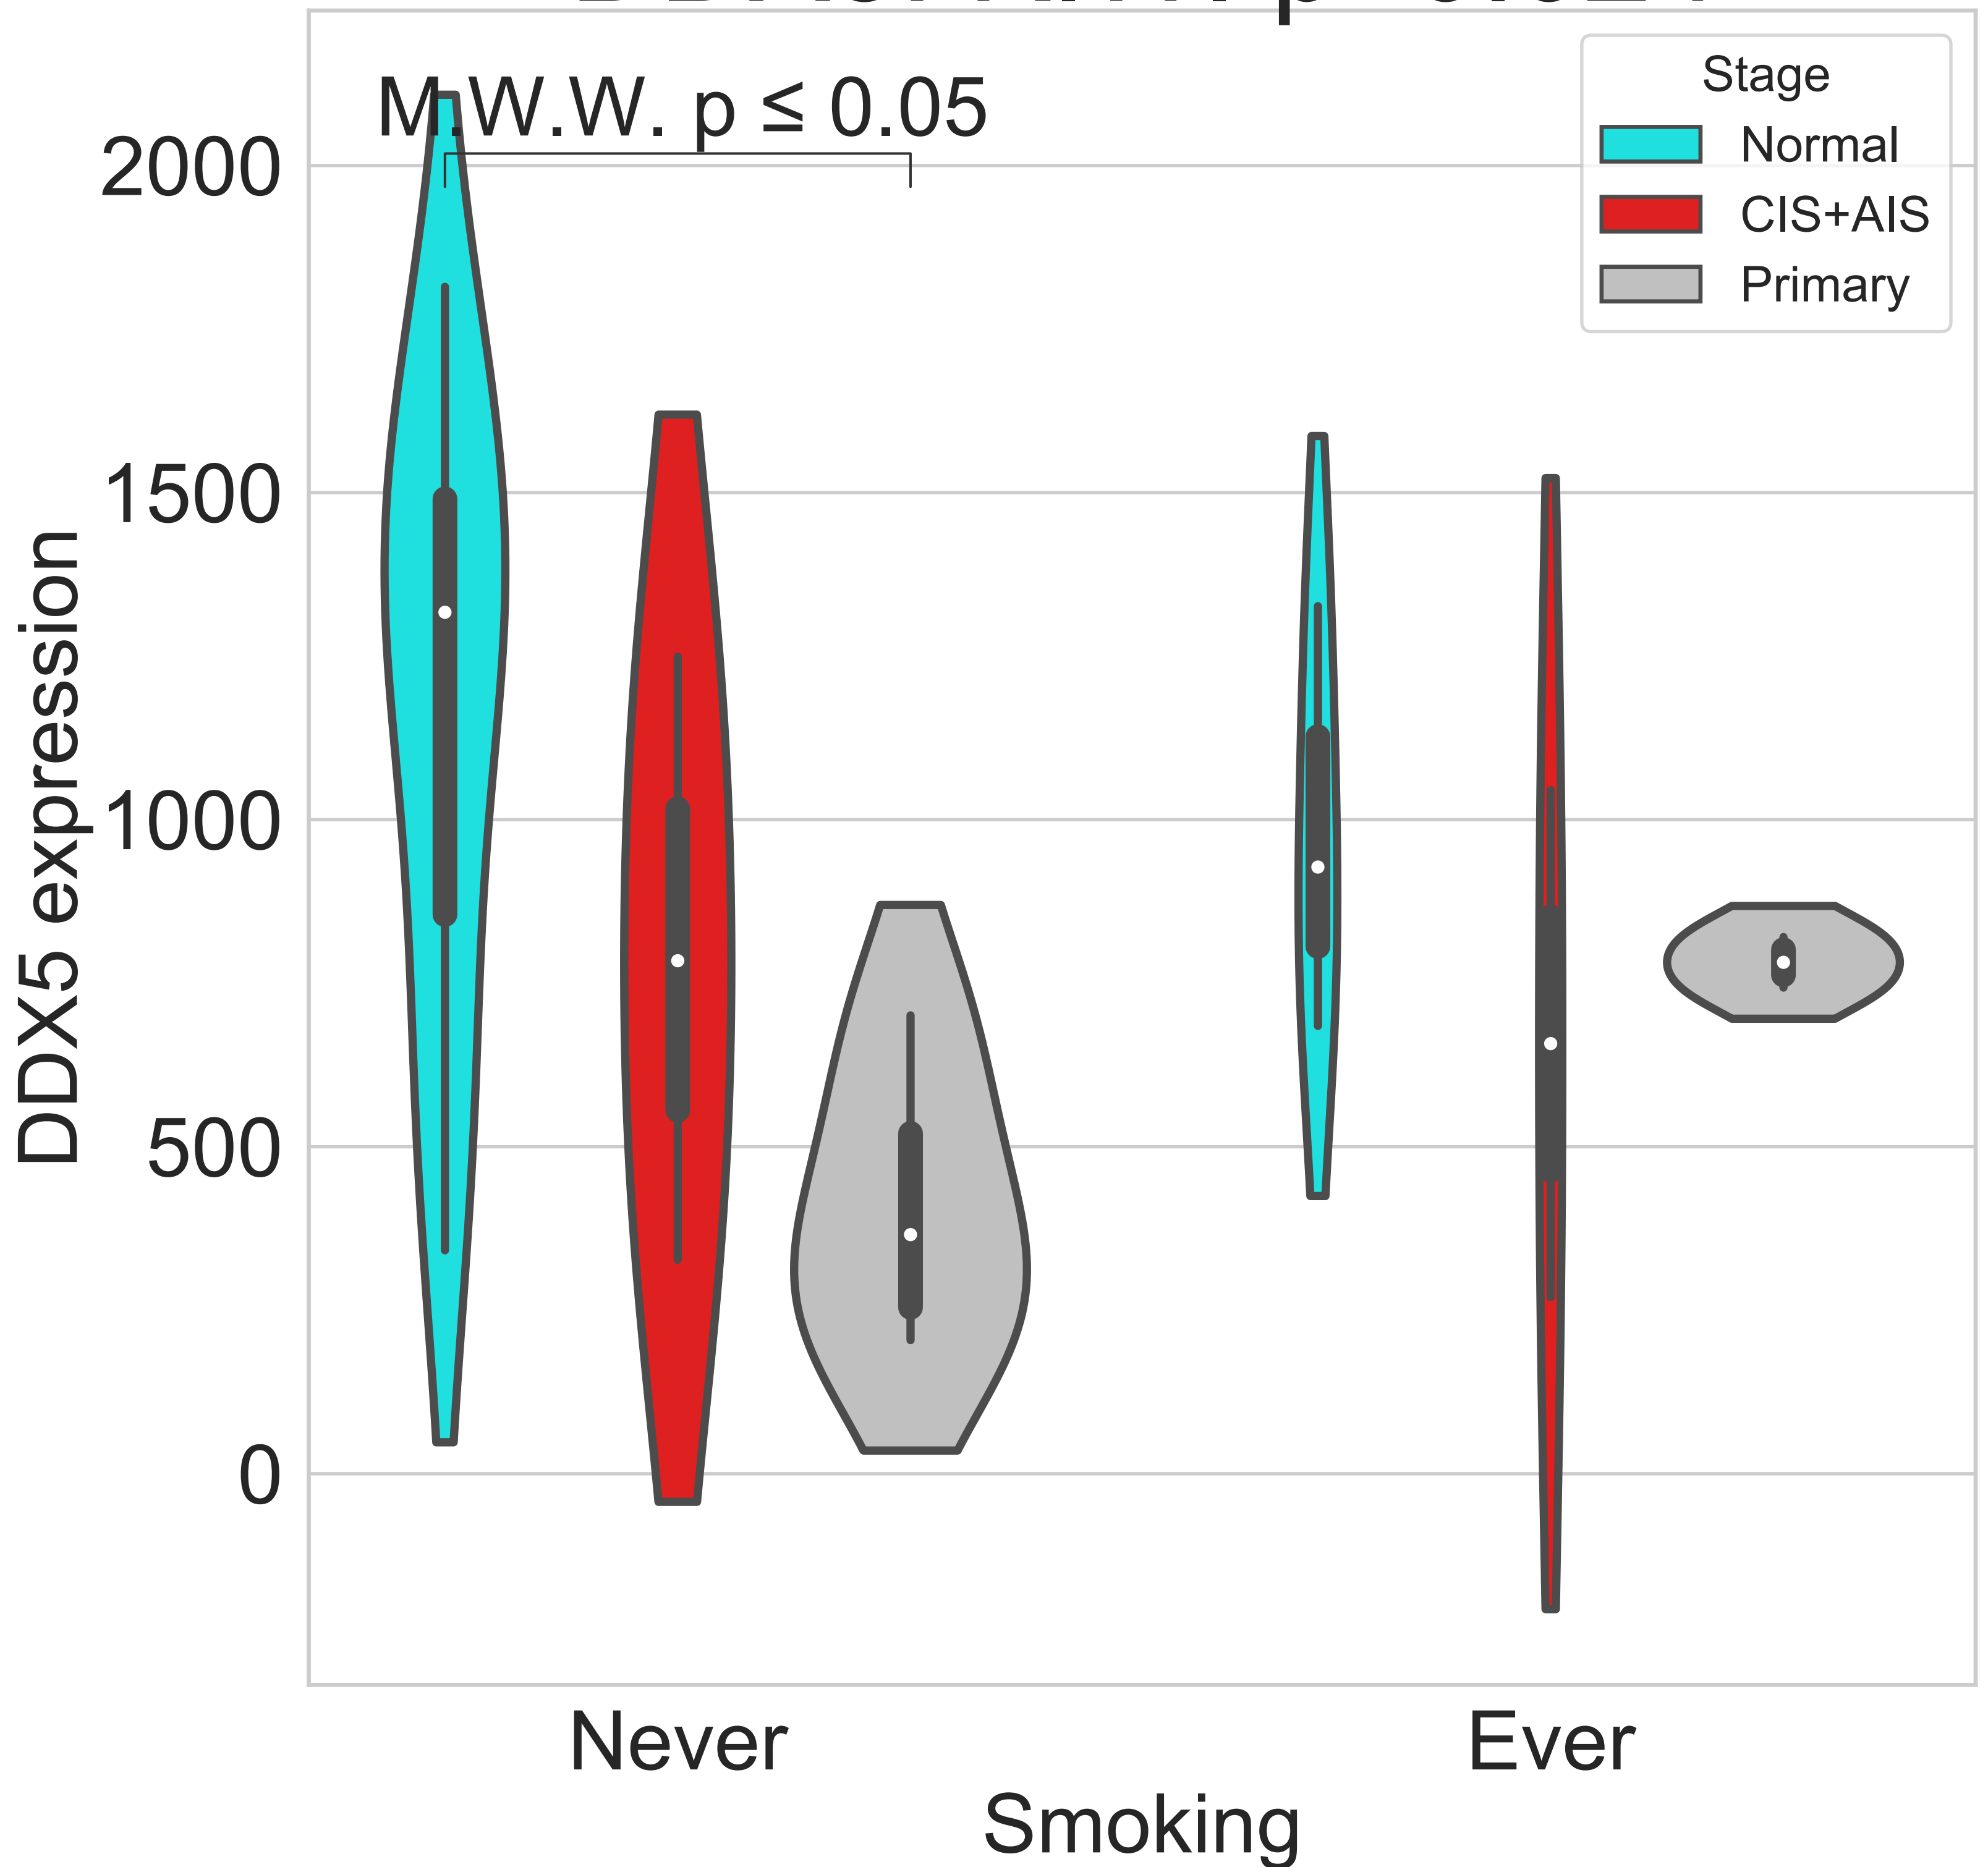 M.W.W. p ≤ 0.05
Stage
Normal
CIS+AIS
Primary
2000
1500
1000
500
0
DDX5 expression
Never
Ever
Smoking